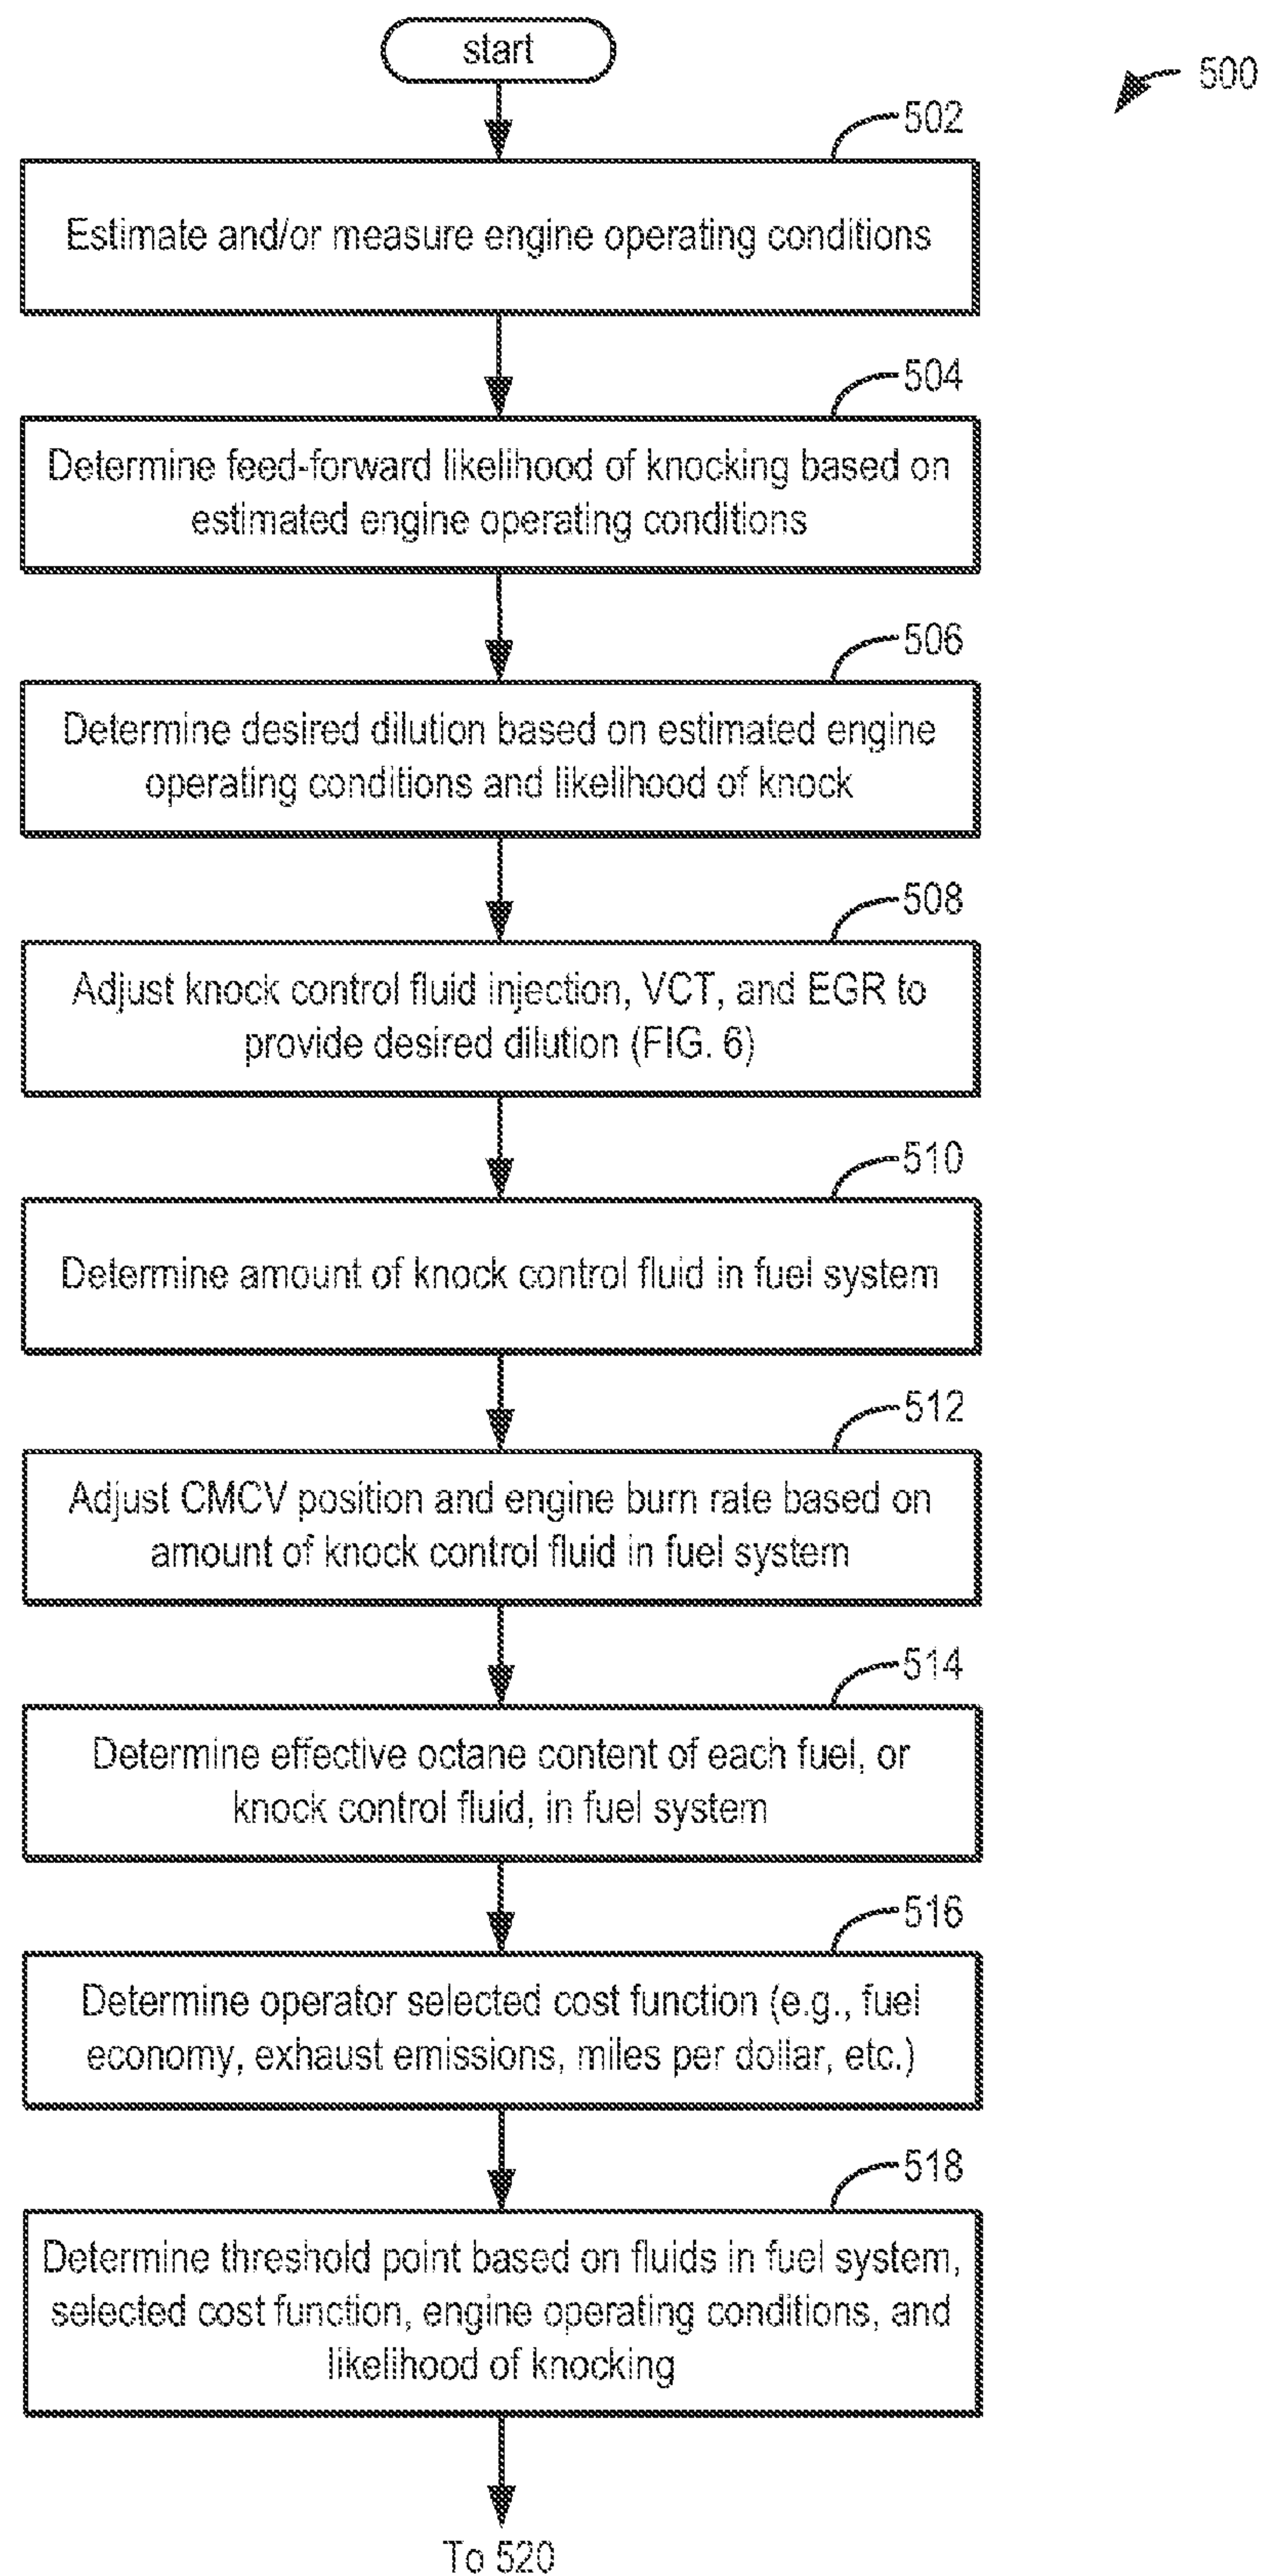 start
500
502
Estimate and/or measure engine operating conditions
504
Determine feed-forward likelihood of knocking based on
estimated engine operating conditions
506
Determine desired dilution based on estimated engine
operating conditions and likelihood of knock
508
Adjust knock control fluid injection, VCT, and EGR to
provide desired dilution (FIG. 6)
510
Determine amount of knock control fluid in fuel system
512
Adjust CMCV position and engine burn rate based on
amount of knock control fluid in fuel system
514
Determine effective octane content of each fuel, or
knock control fluid, in fuel system
516
Determine operator selected cost function (e.g., fuel
economy, exhaust emissions, miles per dollar, etc.)
518
Determine threshold point based on fluids in fuel system,
selected cost function, engine operating conditions, and
likelihood of knocking
To 520